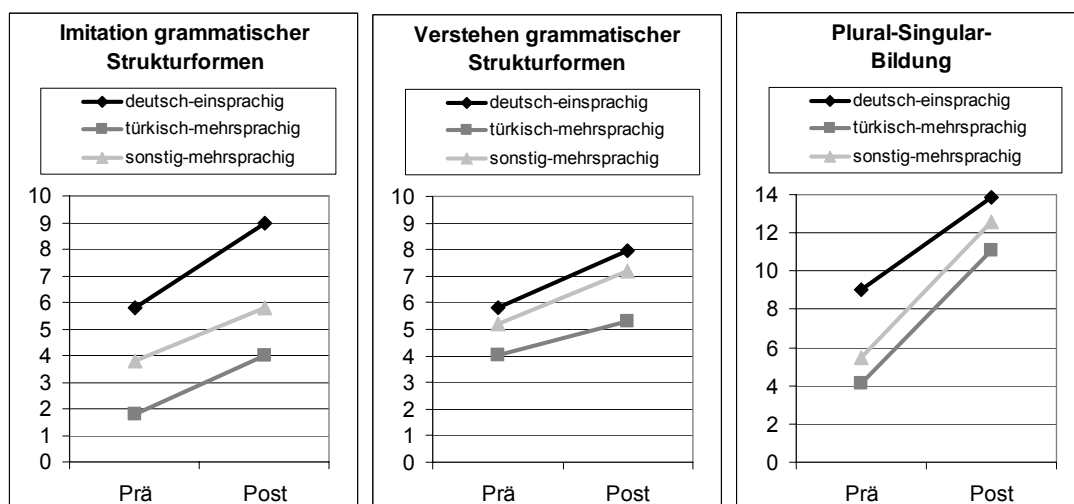 Imitation grammatischer
Strukturformen
deutsch-einsprachig
türkisch-mehrsprachig
sonstig-mehrsprachig
10
9
8
7
6
5
4
3
2
1
0
Prä Post
Verstehen grammatischer
Strukturformen
deutsch-einsprachig
türkisch-mehrsprachig
sonstig-mehrsprachig
10
9
8
7
6
5
4
3
2
1
0
Prä Post
Plural-Singular-
Bildung
deutsch-einsprachig
türkisch-mehrsprachig
sonstig-mehrsprachig
14
12
10
8
6
4
2
0
Prä Post